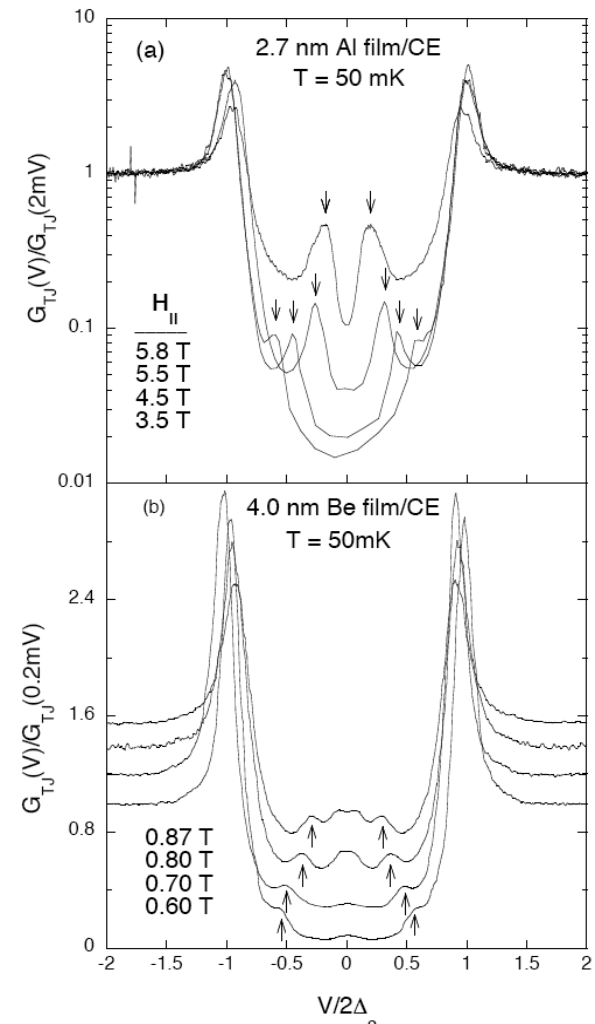 10
(a)
2.7 nm Al film/CE
T = 50 mK
1
G_TJ(V)/G_TJ(2mV)
H_II
5.8 T
5.5 T
4.5 T
3.5 T
0.1
0.01
(b)
4.0 nm Be film/CE
T = 50mK
2.4
G_TJ(V)/G_TJ(0.2mV)
1.6
0.8
0.87 T
0.80 T
0.70 T
0.60 T
0
-2 -1.5 -1 -0.5 0 0.5 1 1.5 2
V/2Δ